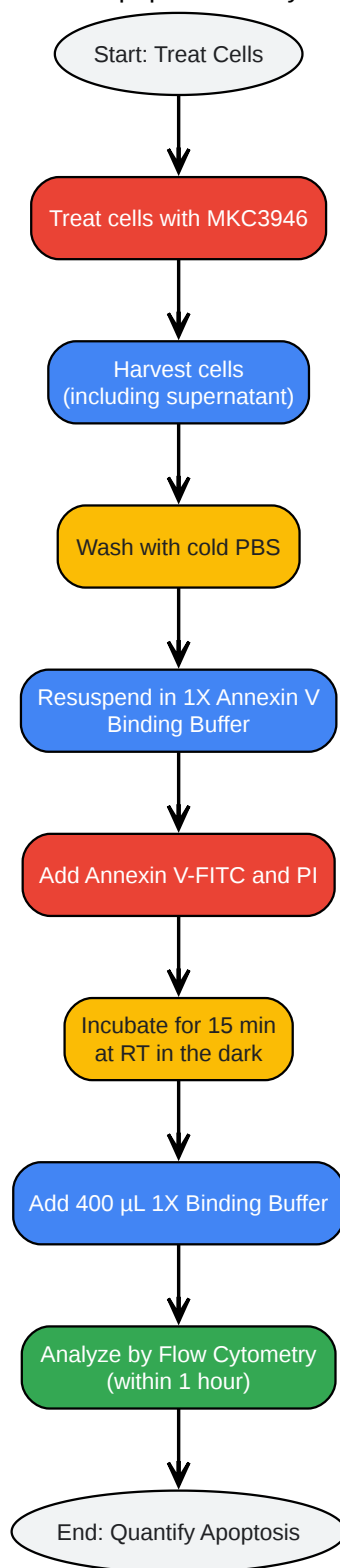 Start: Treat Cells
Treat cells with MKC3946
Harvest cells
(including supernatant)
Wash with cold PBS
Resuspend in 1X Annexin V
Binding Buffer
Add Annexin V-FITC and PI
Incubate for 15 min
at RT in the dark
Add 400 µL 1X Binding Buffer
Analyze by Flow Cytometry
(within 1 hour)
End: Quantify Apoptosis